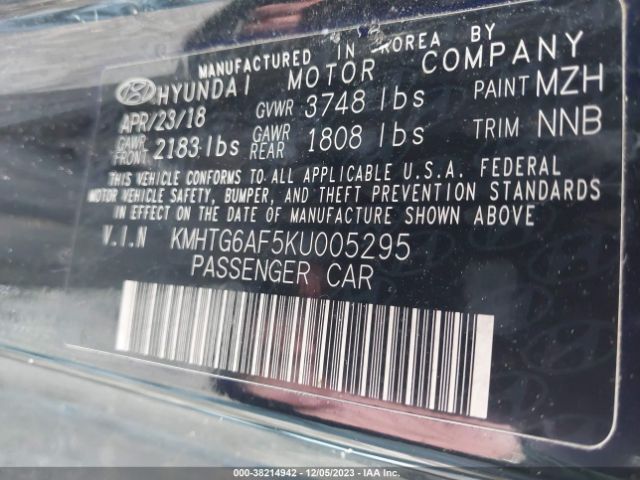 MANUFACTURED IN KOREA BY
HYUNDAI MOTOR COMPANY
APR/23/18 GVWR 3748 lbs PAINT MZH
GAWR FRONT 2183 lbs GAWR REAR 1808 lbs TRIM NNB
THIS VEHICLE CONFORMS TO ALL APPLICABLE U.S.A. FEDERAL
MOTOR VEHICLE SAFETY, BUMPER, AND THEFT PREVENTION STANDARDS
IN EFFECT ON THE DATE OF MANUFACTURE SHOWN ABOVE
V.I.N KMHTG6AF5KU005295
PASSENGER CAR
000-38214942 - 12/05/2023 - IAA Inc.